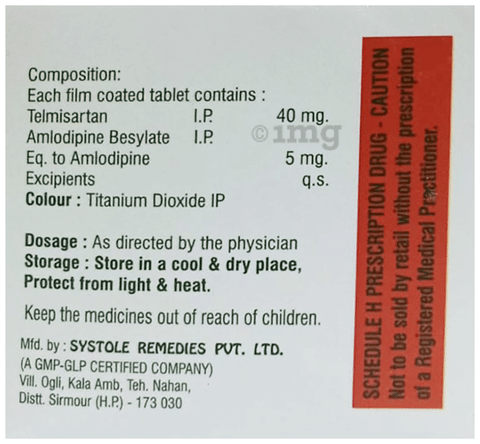 Composition:
Each film coated tablet contains :
Telmisartan I.P. 40 mg.
Amlodipine Besylate I.P.
Eq. to Amlodipine 5 mg.
Excipients q.s.
Colour : Titanium Dioxide IP
Dosage : As directed by the physician
Storage : Store in a cool & dry place,
Protect from light & heat.
Keep the medicines out of reach of children.
Mfd. by : SYSTOLE REMEDIES PVT. LTD.
(A GMP-GLP CERTIFIED COMPANY)
Vill. Ogli, Kala Amb, Teh. Nahan,
Distt. Sirmour (H.P.) - 173 030
SCHEDULE H PRESCRIPTION DRUG - CAUTION
Not to be sold by retail without the prescription
of a Registered Medical Practitioner.
© 1mg